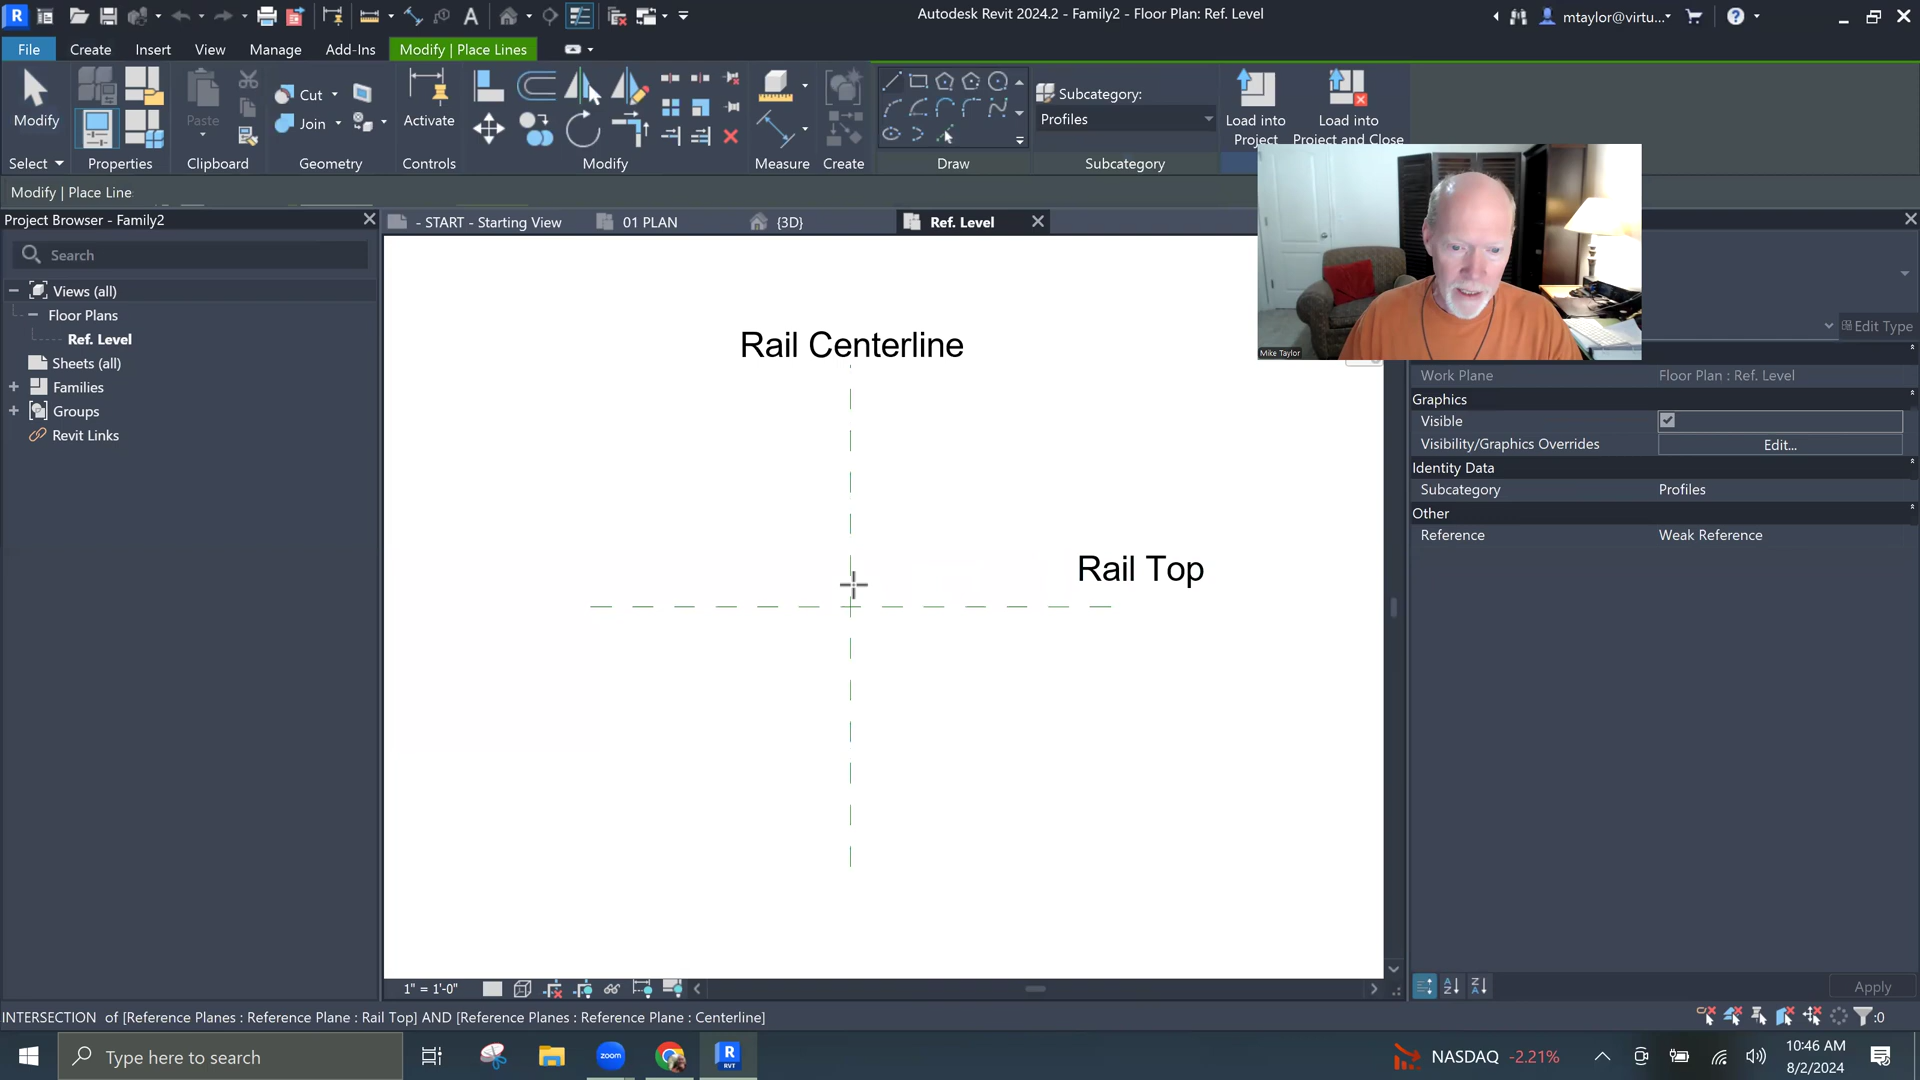 Autodesk Revit 2024.2 - Family2 - Floor Plan: Ref. Level
mtaylor@virtu...
File
Create
Insert
View
Manage
Add-Ins
Modify | Place Lines
Modify
Cut
Join
Paste
Activate
Create
Subcategory:
Profiles
Load into
Project
Load into
Project and Close
Select
Properties
Clipboard
Geometry
Controls
Modify
Measure
Create
Draw
Subcategory
Modify | Place Line
Project Browser - Family2
Search
Views (all)
Floor Plans
Ref. Level
Sheets (all)
Families
Groups
Revit Links
- START - Starting View
01 PLAN
{3D}
Ref. Level
Rail Centerline
Rail Top
Mike Taylor
Edit Type
Work Plane Floor Plan : Ref. Level
Graphics
Visible
Visibility/Graphics Overrides Edit...
Identity Data
Subcategory Profiles
Other
Reference Weak Reference
Apply
1" = 1'-0"
INTERSECTION of [Reference Planes : Reference Plane : Rail Top] AND [Reference Planes : Reference Plane : Centerline]
:0
Type here to search
zoom
R
RVT
NASDAQ -2.21%
10:46 AM
8/2/2024